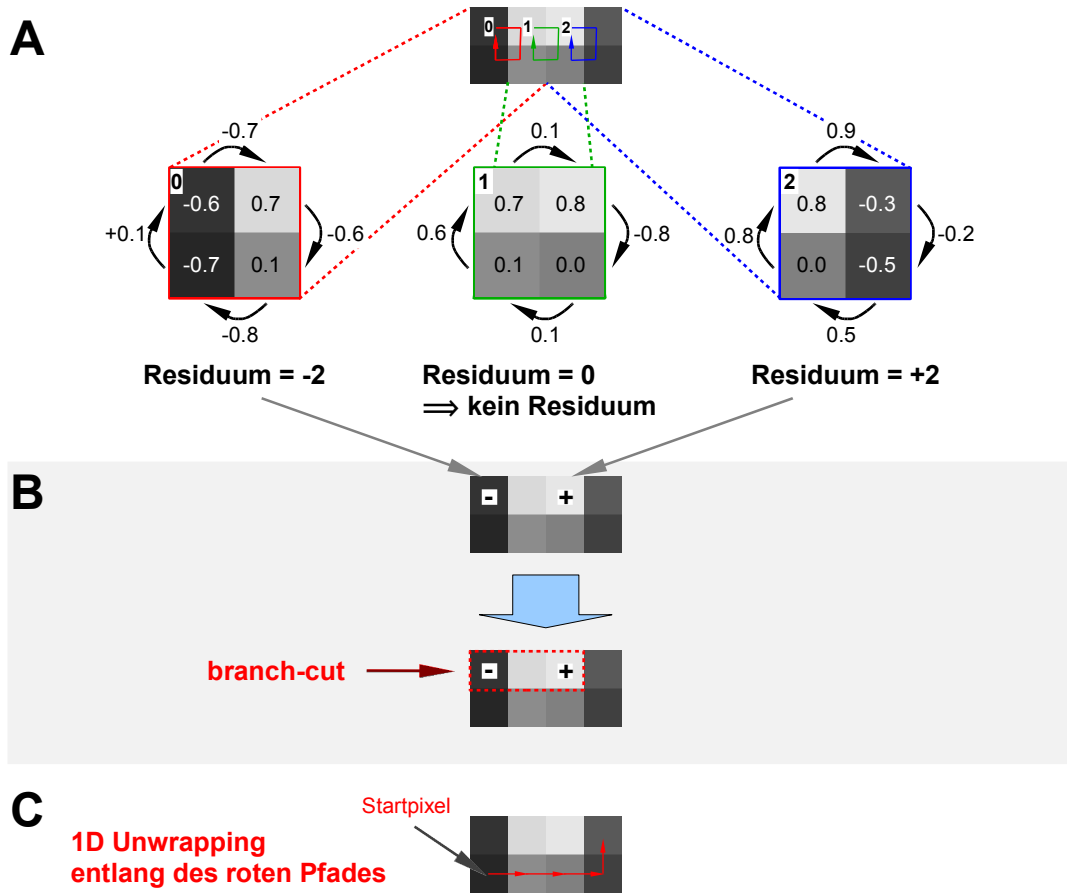 A
0 1 2
-0.7 0.1 0.9
0 1 2
-0.6 0.7 0.7 0.8 0.8 -0.3
+0.1 -0.6 0.6 -0.8 0.8 -0.2
-0.7 0.1 0.1 0.0 0.0 -0.5
-0.8 0.1 0.5
Residuum = -2
Residuum = 0
⟹ kein Residuum
Residuum = +2
B
- +
branch-cut
- +
C
Startpixel
1D Unwrapping
entlang des roten Pfades